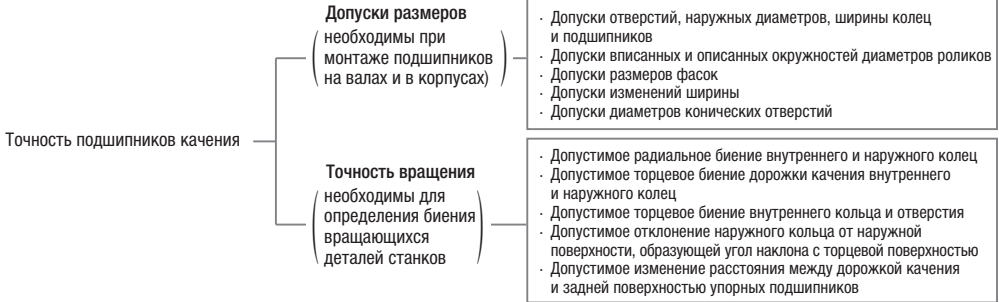 Точность подшипников качения
Допуски размеров
(необходимы при
монтаже подшипников
на валах и в корпусах)
· Допуски отверстий, наружных диаметров, ширины колец
и подшипников
· Допуски вписанных и описанных окружностей диаметров роликов
· Допуски размеров фасок
· Допуски изменений ширины
· Допуски диаметров конических отверстий
Точность вращения
(необходимы для
определения биения
вращающихся
деталей станков)
· Допустимое радиальное биение внутреннего и наружного колец
· Допустимое торцевое биение дорожки качения внутреннего
и наружного колец
· Допустимое торцевое биение внутреннего кольца и отверстия
· Допустимое отклонение наружного кольца от наружной
поверхности, образующей угол наклона с торцевой поверхностью
· Допустимое изменение расстояния между дорожкой качения
и задней поверхностью упорных подшипников